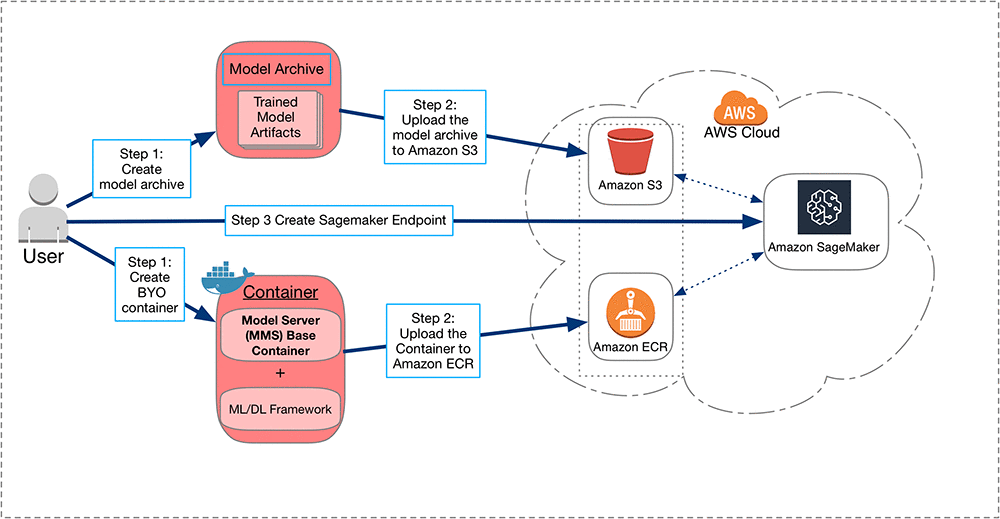 Model Archive
Trained
Model
Artifacts
Step 2:
Upload the
model archive
to Amazon S3
AWS
AWS Cloud
Step 1:
Create
model archive
Amazon S3
User
Step 3 Create Sagemaker Endpoint
Amazon SageMaker
Step 1:
Create
BYO
container
Container
Model Server
(MMS) Base
Container
+
ML/DL Framework
Step 2:
Upload the
Container to
Amazon ECR
Amazon ECR